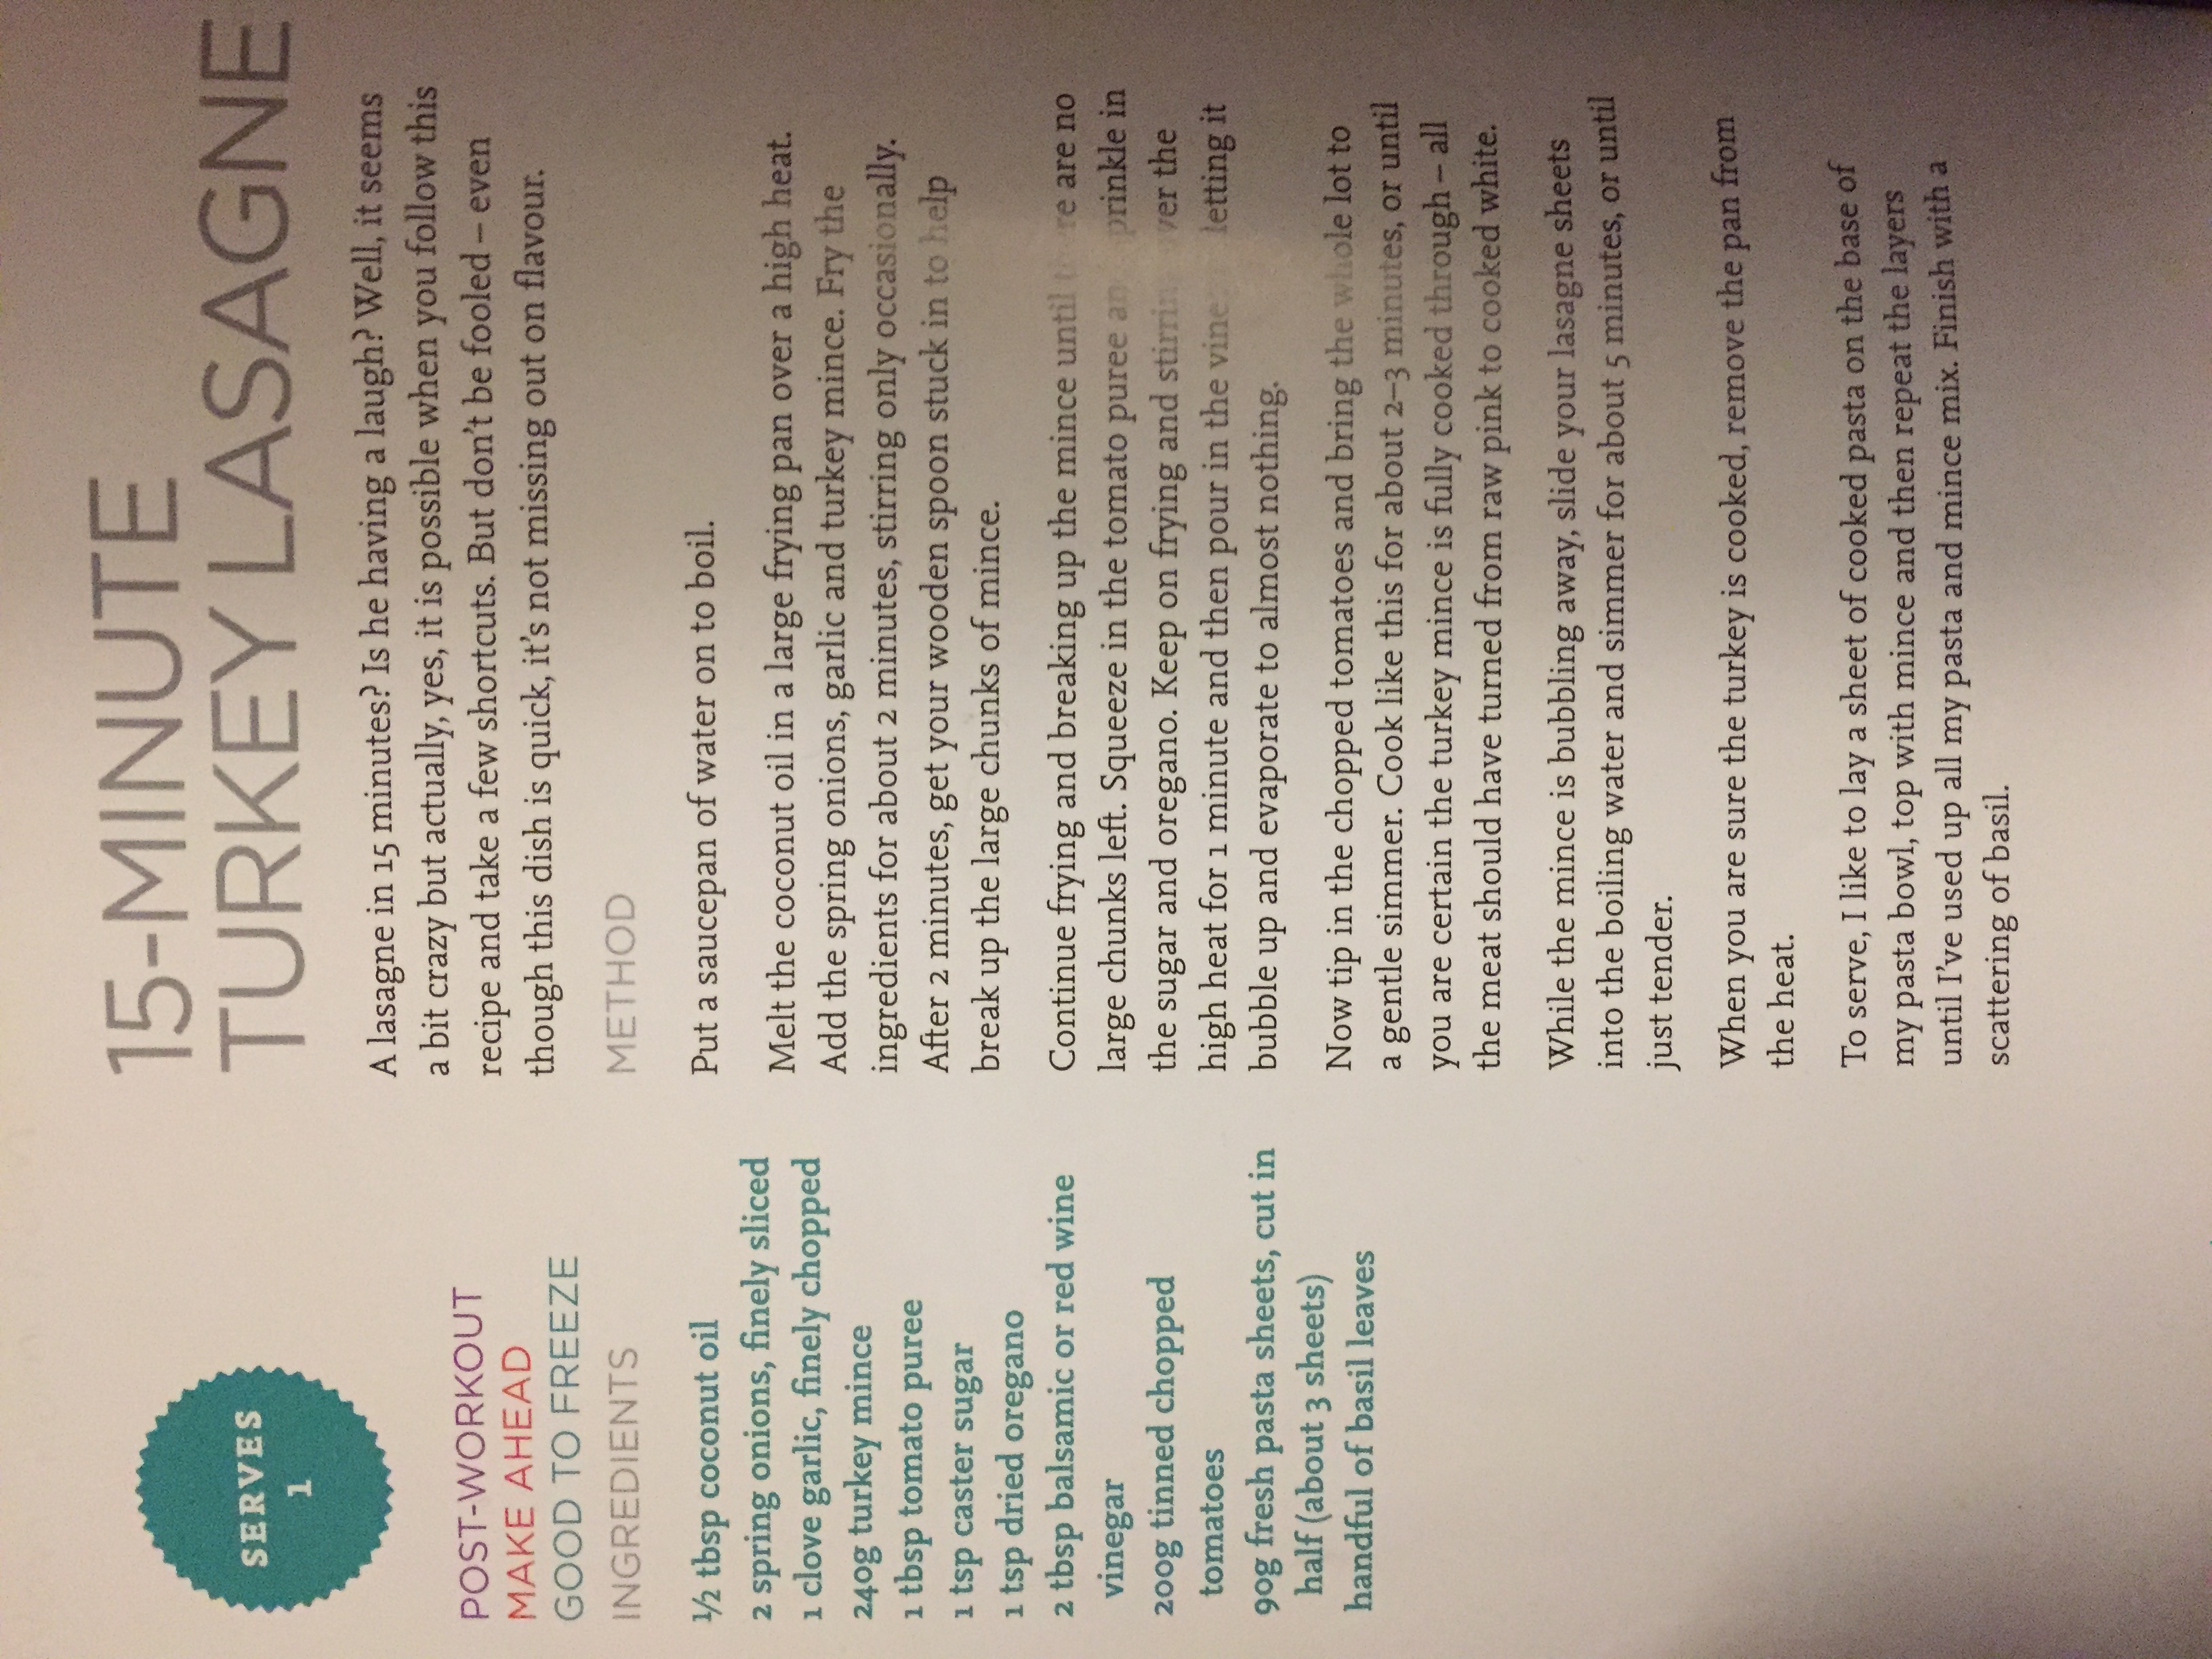 SERVES
1
POST-WORKOUT
MAKE AHEAD
GOOD TO FREEZE
INGREDIENTS
½ tbsp coconut oil
2 spring onions, finely sliced
1 clove garlic, finely chopped
240g turkey mince
1 tbsp tomato puree
1 tsp caster sugar
1 tsp dried oregano
2 tbsp balsamic or red wine
vinegar
200g tinned chopped
tomatoes
90g fresh pasta sheets, cut in
half (about 3 sheets)
handful of basil leaves
15-MINUTE
TURKEY LASAGNE
A lasagne in 15 minutes? Is he having a laugh? Well, it seems
a bit crazy but actually, yes, it is possible when you follow this
recipe and take a few shortcuts. But don't be fooled – even
though this dish is quick, it's not missing out on flavour.
METHOD
Put a saucepan of water on to boil.
Melt the coconut oil in a large frying pan over a high heat.
Add the spring onions, garlic and turkey mince. Fry the
ingredients for about 2 minutes, stirring only occasionally.
After 2 minutes, get your wooden spoon stuck in to help
break up the large chunks of mince.
Continue frying and breaking up the mince until are no
large chunks left. Squeeze in the tomato puree in
the sugar and oregano. Keep on frying and the
high heat for 1 minute and then pour in the letting it
bubble up and evaporate to almost nothing.
Now tip in the chopped tomatoes and bring the whole lot to
a gentle simmer. Cook like this for about 2–3 minutes, or until
you are certain the turkey mince is fully cooked through – all
the meat should have turned from raw pink to cooked white.
While the mince is bubbling away, slide your lasagne sheets
into the boiling water and simmer for about 5 minutes, or until
just tender.
When you are sure the turkey is cooked, remove the pan from
the heat.
To serve, I like to lay a sheet of cooked pasta on the base of
my pasta bowl, top with mince and then repeat the layers
until I've used up all my pasta and mince mix. Finish with a
scattering of basil.